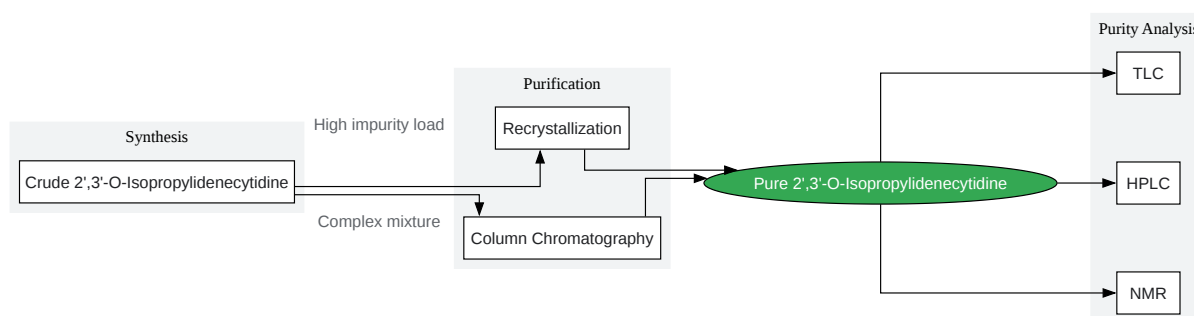 Synthesis
Crude 2',3'-O-Isopropylidenecytidine
High impurity load
Complex mixture
Purification
Recrystallization
Column Chromatography
Pure 2',3'-O-Isopropylidenecytidine
Purity Analysis
TLC
HPLC
NMR